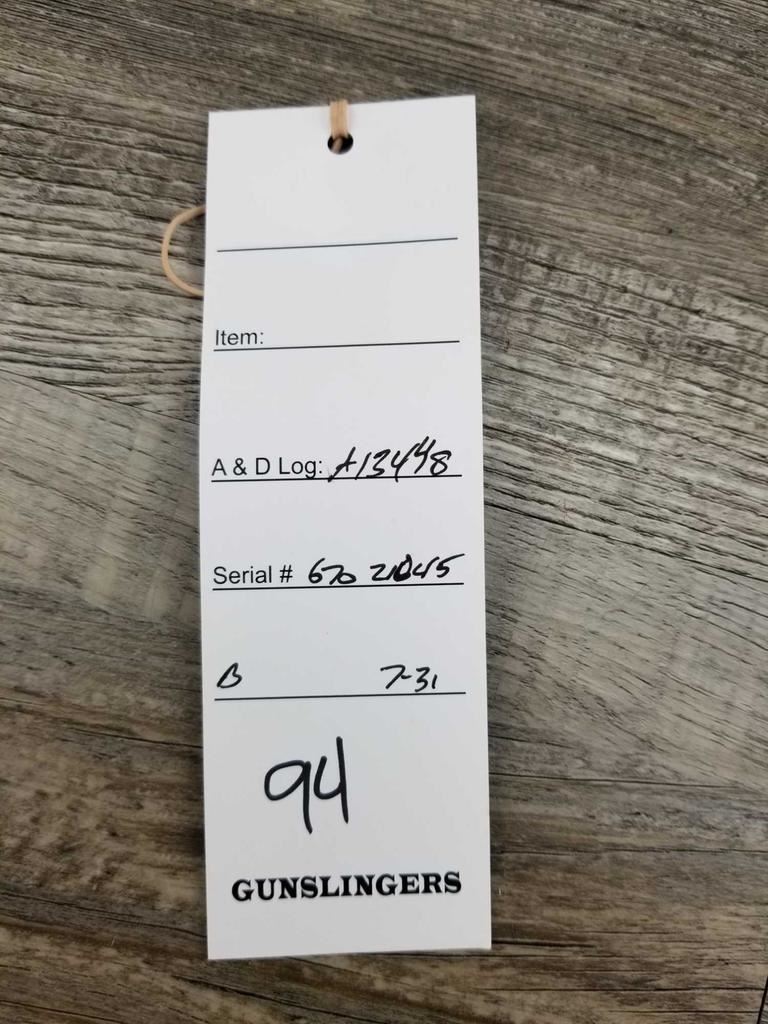 Item:
A & D Log: A13448
Serial # 670 21045
B 7-31
94
GUNSLINGERS